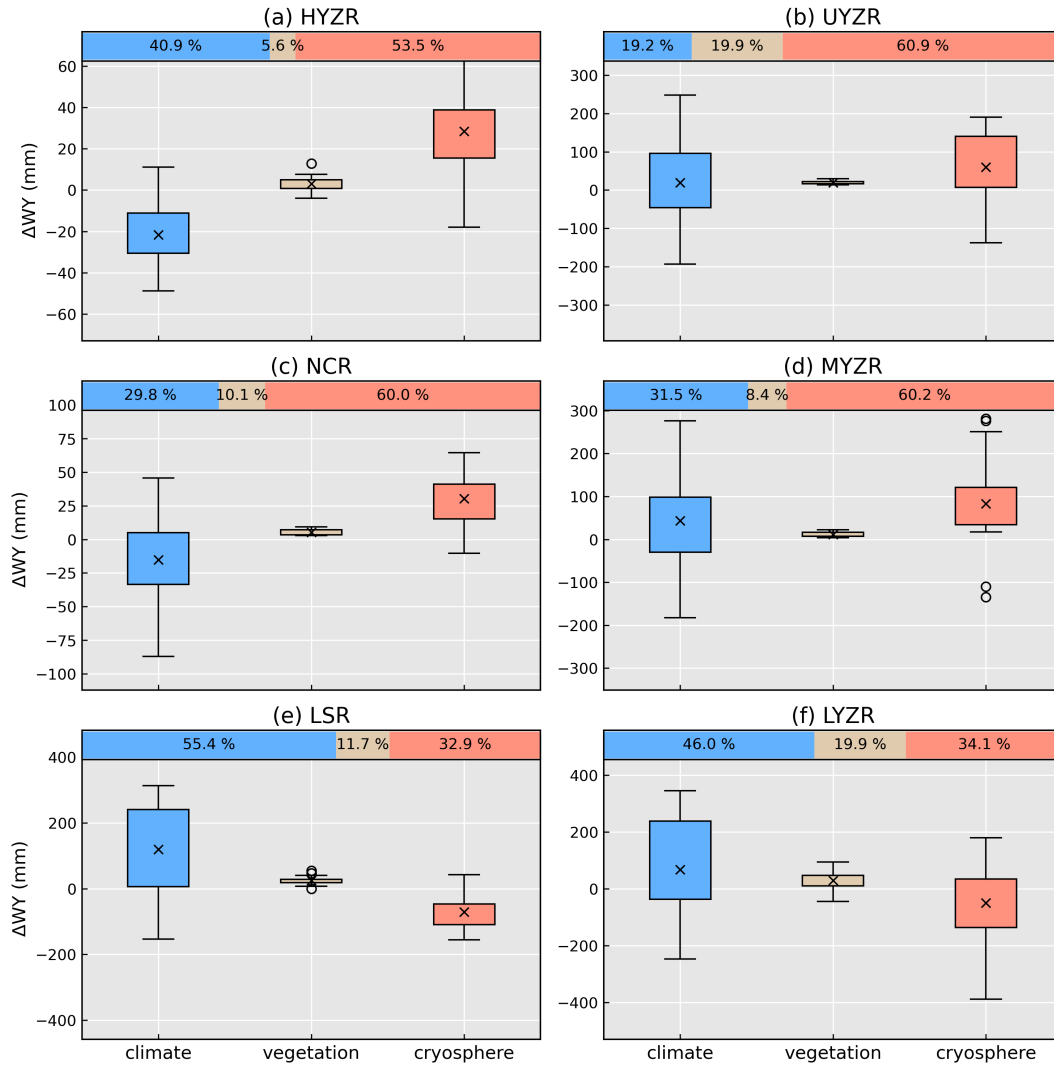 (a) HYZR
40.9 % 5.6 % 53.5 %
60
40
20
0
−20
−40
−60
ΔWY (mm)
(b) UYZR
19.2 % 19.9 % 60.9 %
300
200
100
0
−100
−200
−300
(c) NCR
29.8 % 10.1 % 60.0 %
100
75
50
25
0
−25
−50
−75
−100
ΔWY (mm)
(d) MYZR
31.5 % 8.4 % 60.2 %
300
200
100
0
−100
−200
−300
(e) LSR
55.4 % 11.7 % 32.9 %
400
200
0
−200
−400
ΔWY (mm)
climate vegetation cryosphere
(f) LYZR
46.0 % 19.9 % 34.1 %
400
200
0
−200
−400
climate vegetation cryosphere